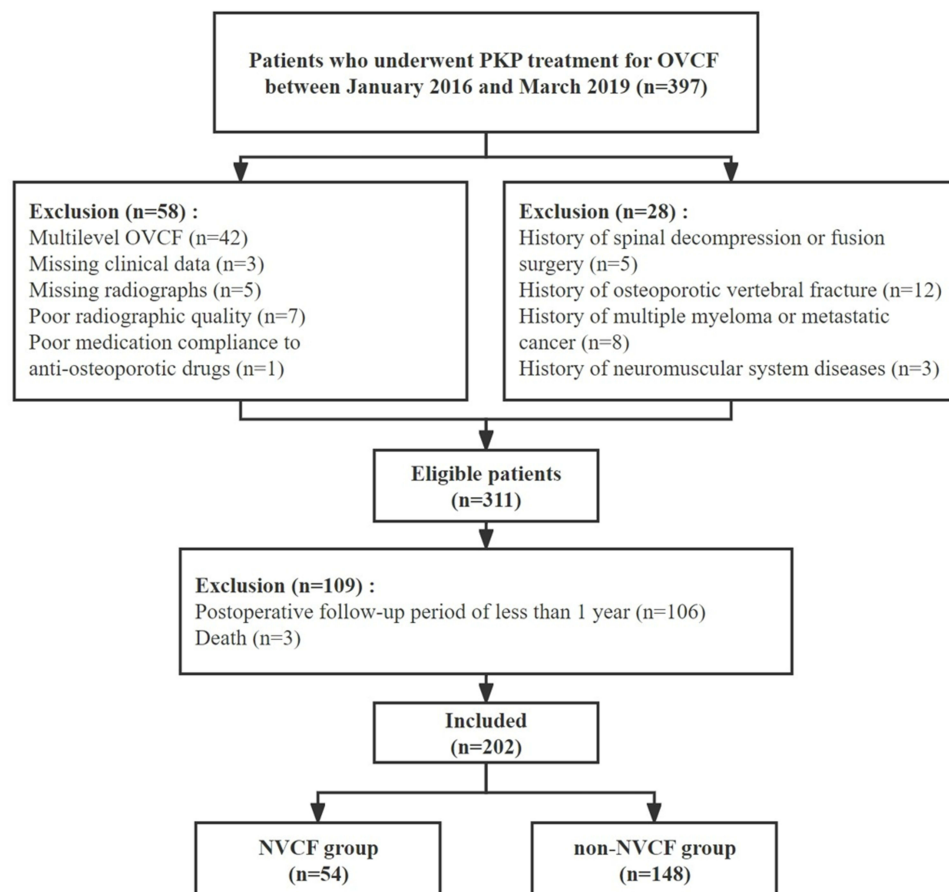 Patients who underwent PKP treatment for OVCF
between January 2016 and March 2019 (n=397)
Exclusion (n=58) :
Multilevel OVCF (n=42)
Missing clinical data (n=3)
Missing radiographs (n=5)
Poor radiographic quality (n=7)
Poor medication compliance to
anti-osteoporotic drugs (n=1)
Exclusion (n=28) :
History of spinal decompression or fusion
surgery (n=5)
History of osteoporotic vertebral fracture (n=12)
History of multiple myeloma or metastatic
cancer (n=8)
History of neuromuscular system diseases (n=3)
Eligible patients
(n=311)
Exclusion (n=109) :
Postoperative follow-up period of less than 1 year (n=106)
Death (n=3)
Included
(n=202)
NVCF group
(n=54)
non-NVCF group
(n=148)